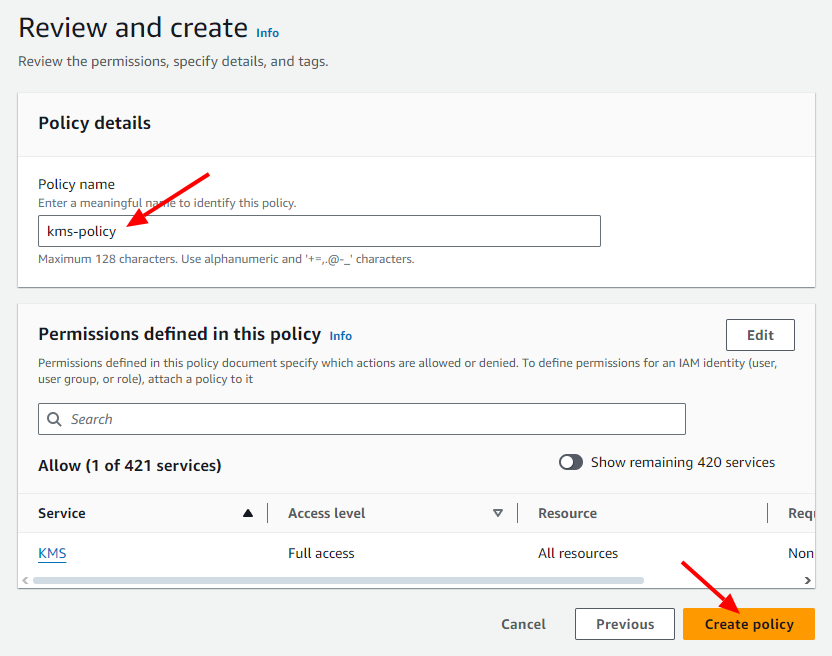 Review and create Info
Review the permissions, specify details, and tags.
Policy details
Policy name
Enter a meaningful name to identify this policy.
kms-policy
Maximum 128 characters. Use alphanumeric and '+=,.@-_' characters.
Permissions defined in this policy Info
Edit
Permissions defined in this policy document specify which actions are allowed or denied. To define permissions for an IAM identity (user,
user group, or role), attach a policy to it
Search
Allow (1 of 421 services)
Show remaining 420 services
Service Access level Resource Requ
KMS Full access All resources Non
Cancel Previous Create policy